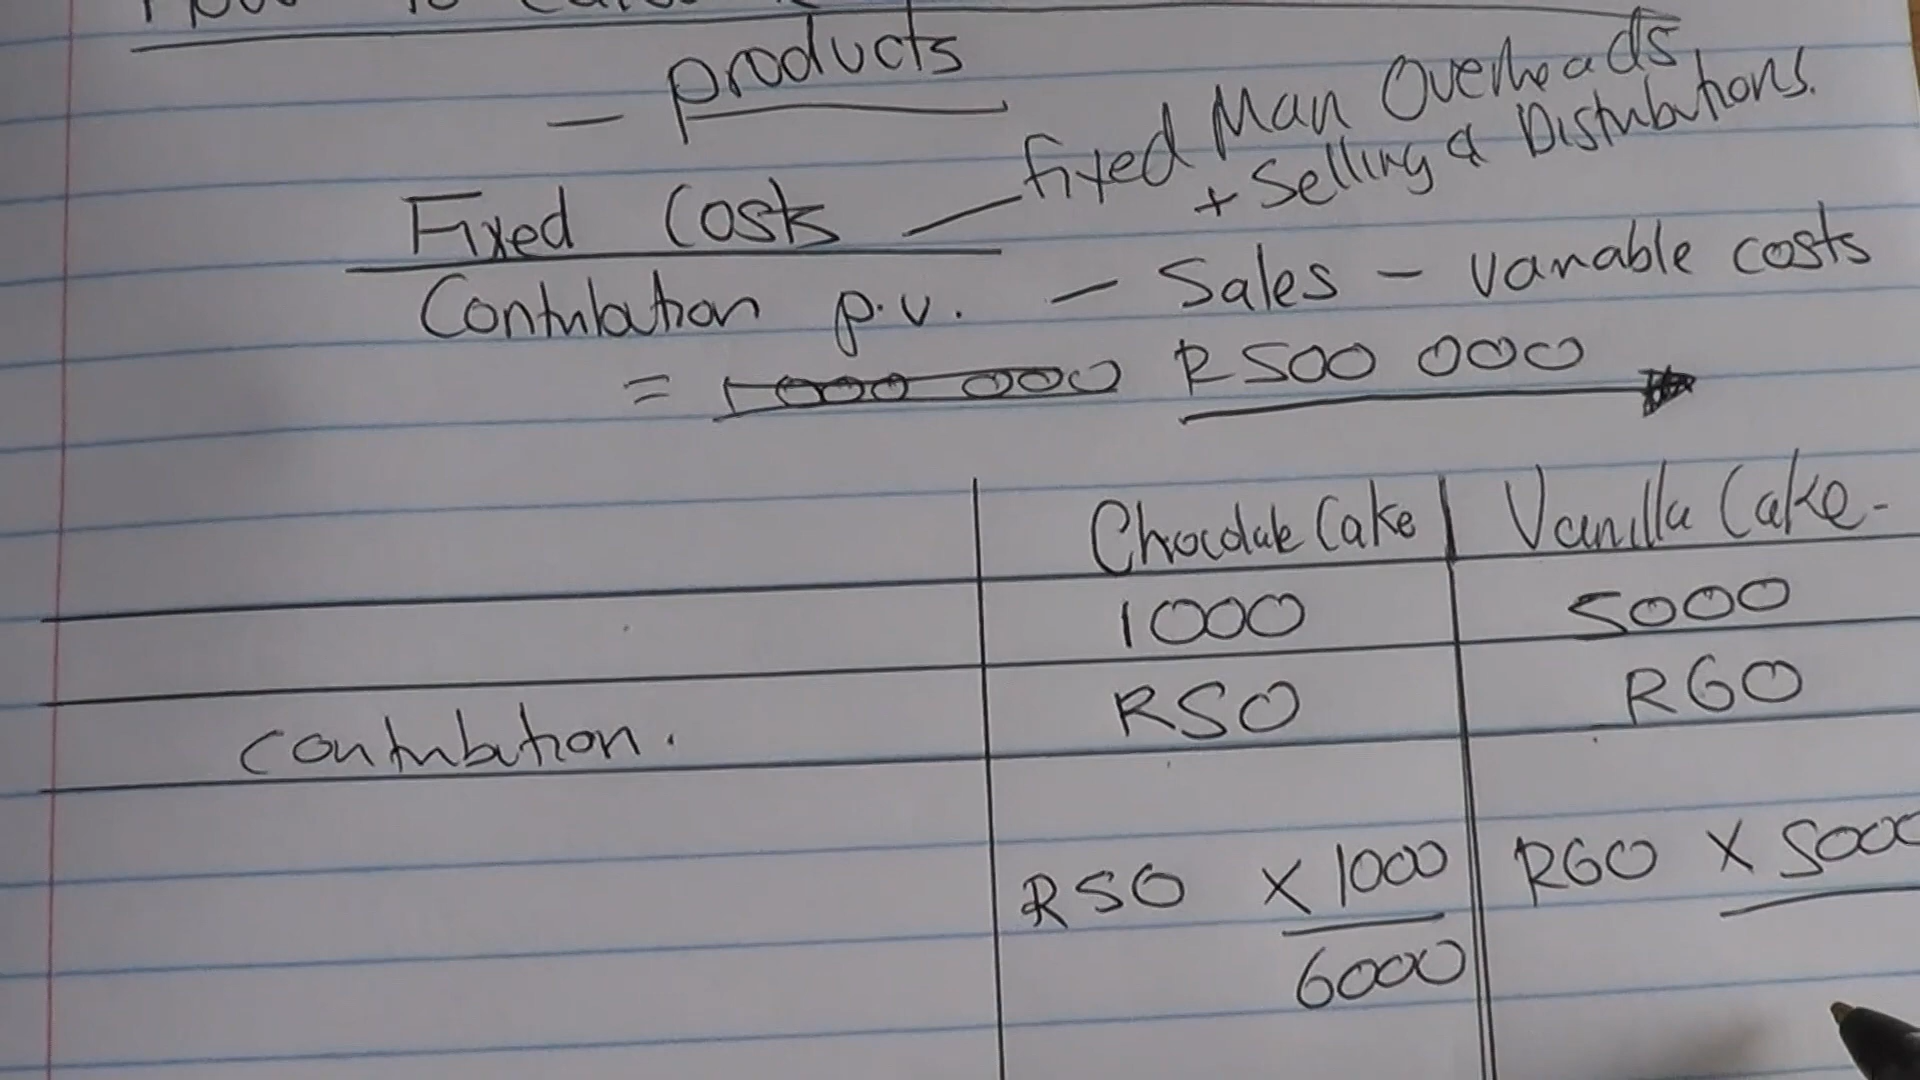 - products
Fixed Man Overheads
+ Selling & Distributions.
Fixed Costs
Contribution p.u. - Sales - variable costs
= 1000 000 R500 000
Chocolate Cake Vanilla Cake-
1000 5000
contribution. R50 R60
R50 X 1000 R60 X 5000
6000